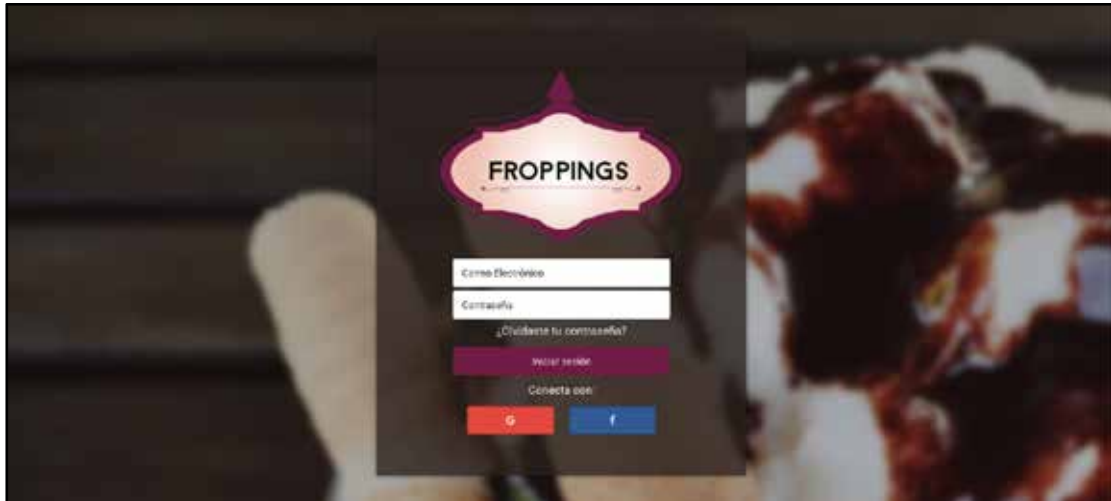 FROPPINGS
Correo Electrónico
Contraseña
¿Olvidaste tu contraseña?
Iniciar sesión
Conecta con:
G
f